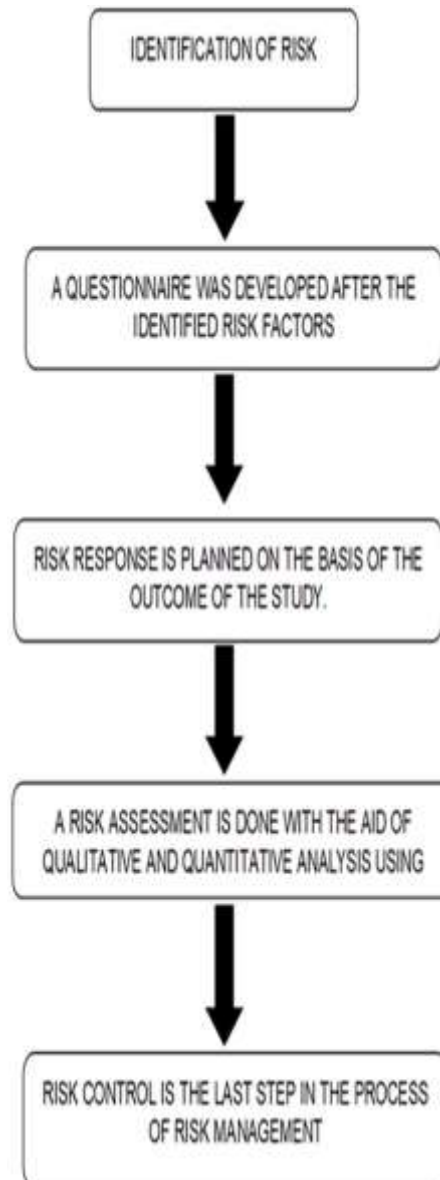 IDENTIFICATION OF RISK
A QUESTIONNAIRE WAS DEVELOPED AFTER THE
IDENTIFIED RISK FACTORS
RISK RESPONSE IS PLANNED ON THE BASIS OF THE
OUTCOME OF THE STUDY.
A RISK ASSESSMENT IS DONE WITH THE AID OF
QUALITATIVE AND QUANTITATIVE ANALYSIS USING
RISK CONTROL IS THE LAST STEP IN THE PROCESS
OF RISK MANAGEMENT